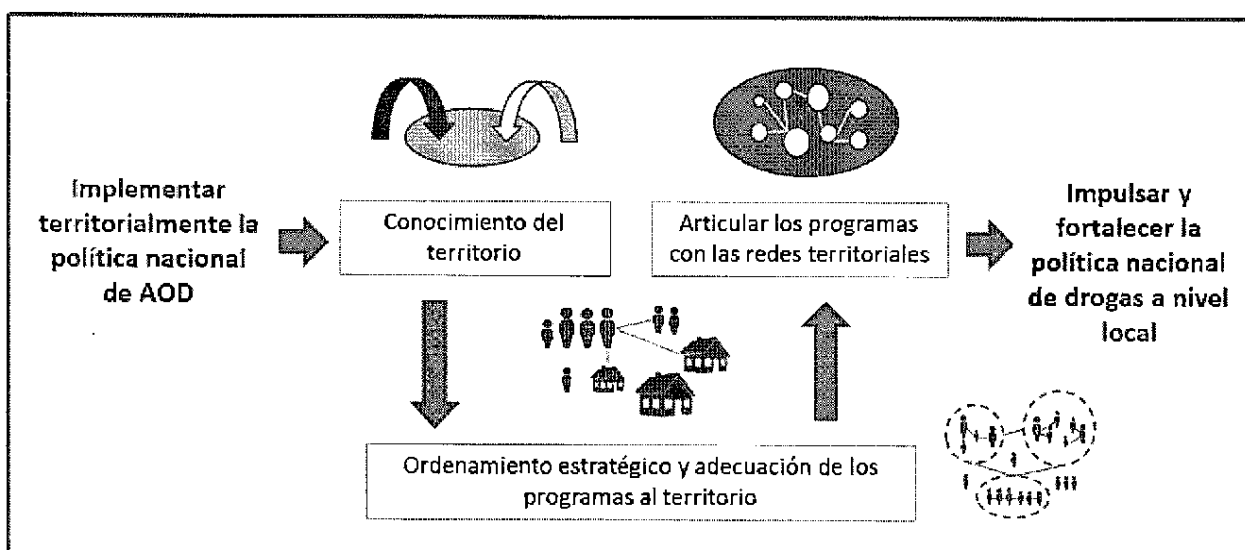 Implementar
territorialmente la
política nacional
de AOD
Conocimiento del
territorio
Ordenamiento estratégico y adecuación de los
programas al territorio
Articular los programas
con las redes territoriales
Impulsar y
fortalecer la
política nacional
de drogas a nivel
local